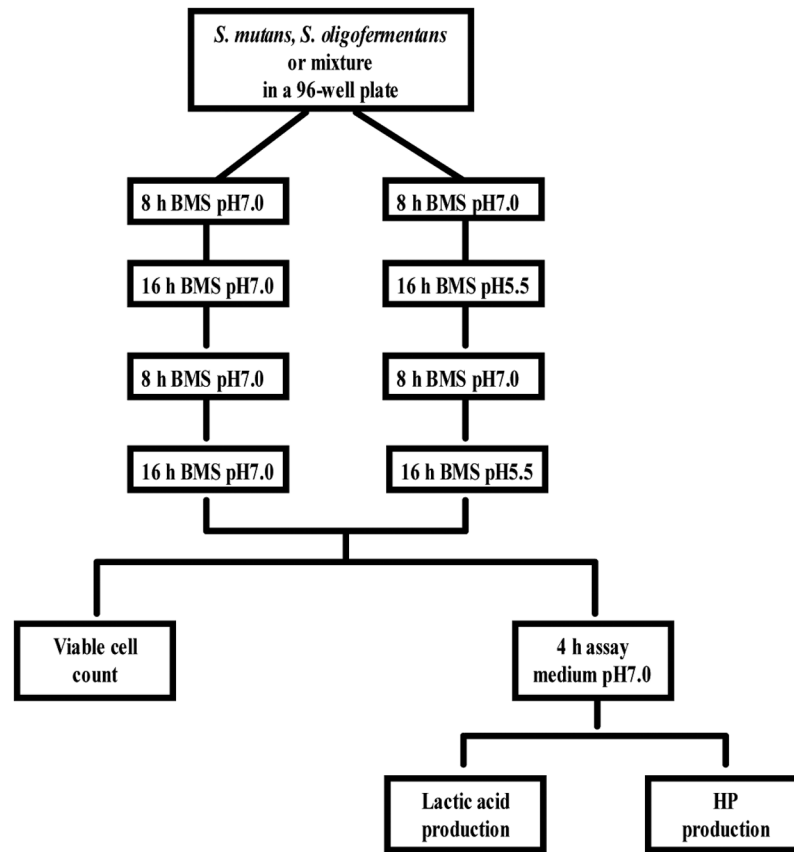 S. mutans, S. oligofermentans
or mixture
in a 96-well plate
8 h BMS pH7.0
8 h BMS pH7.0
16 h BMS pH7.0
16 h BMS pH5.5
8 h BMS pH7.0
8 h BMS pH7.0
16 h BMS pH7.0
16 h BMS pH5.5
Viable cell
count
4 h assay
medium pH7.0
Lactic acid
production
HP
production